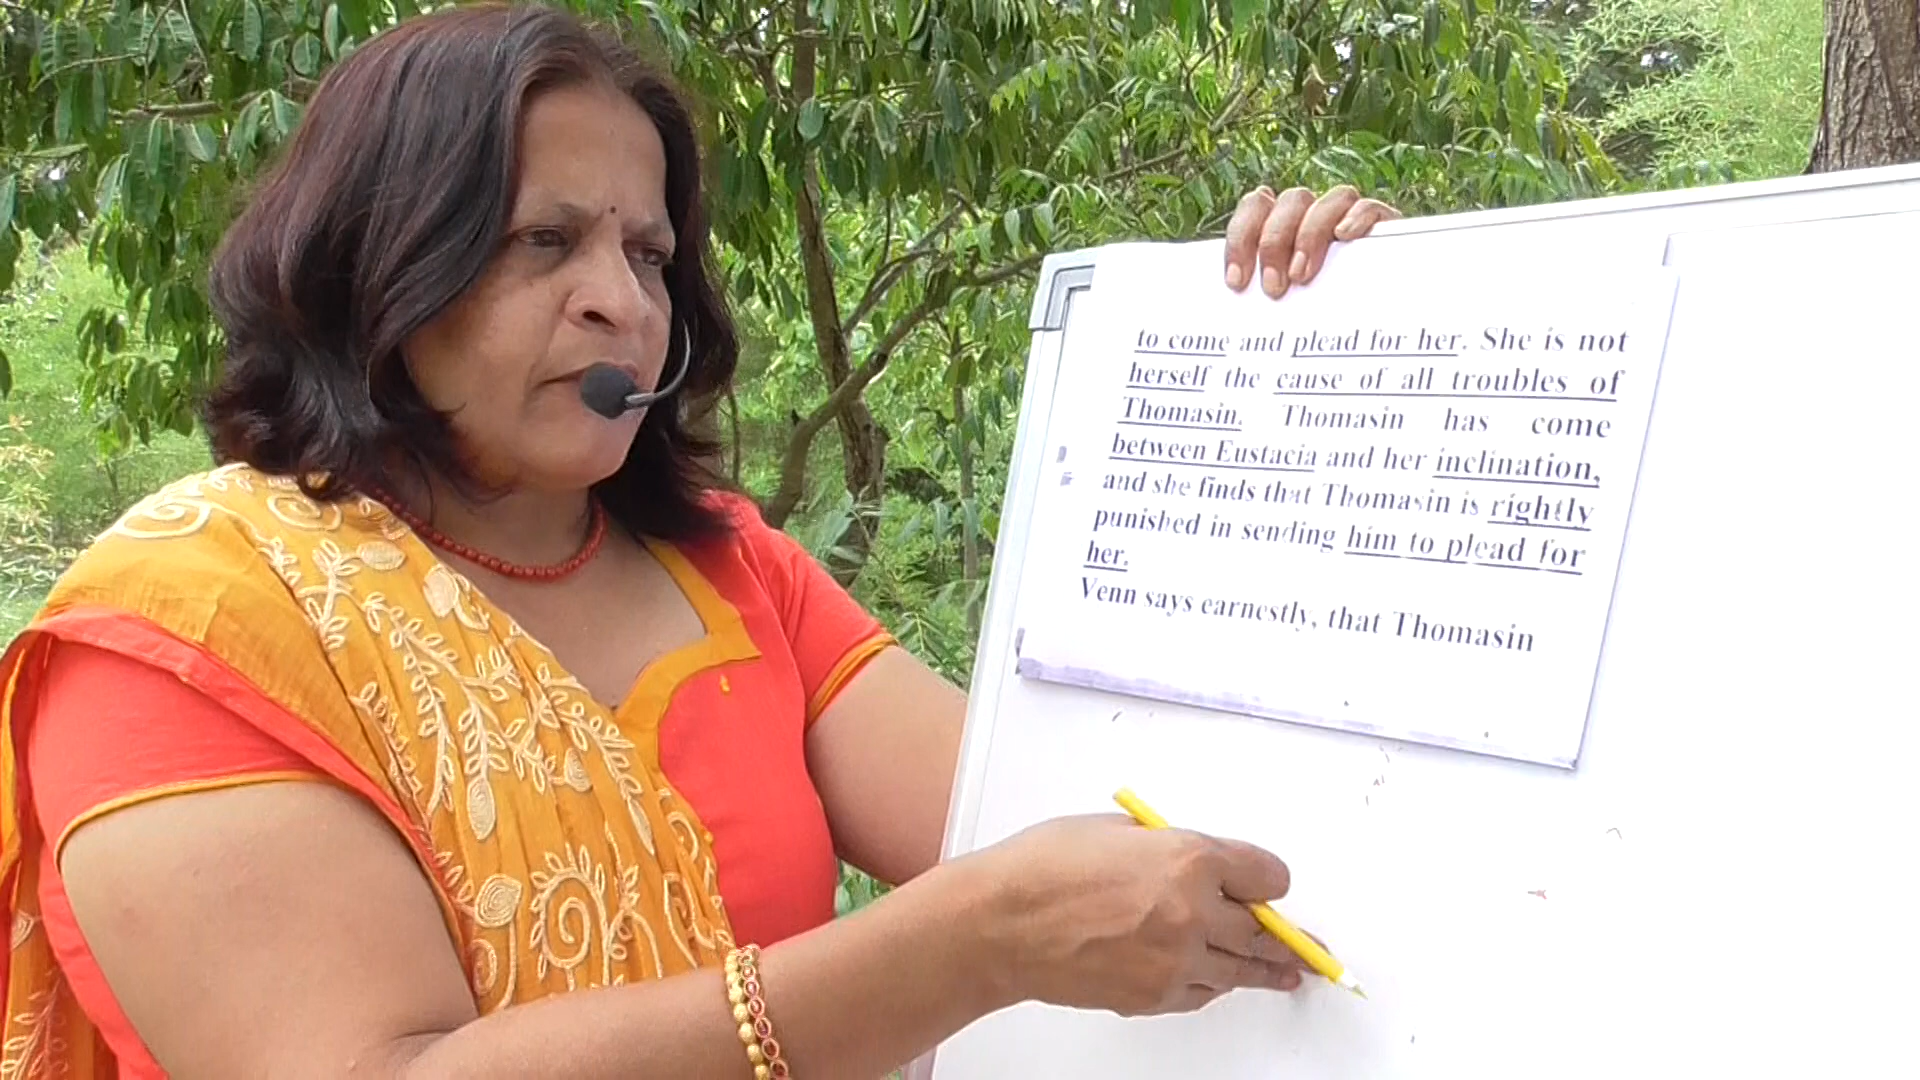 to come and plead for her. She is not
herself the cause of all troubles of
Thomasin. Thomasin has come
between Eustacia and her inclination,
and she finds that Thomasin is rightly
punished in sending him to plead for
her.
Venn says earnestly, that Thomasin